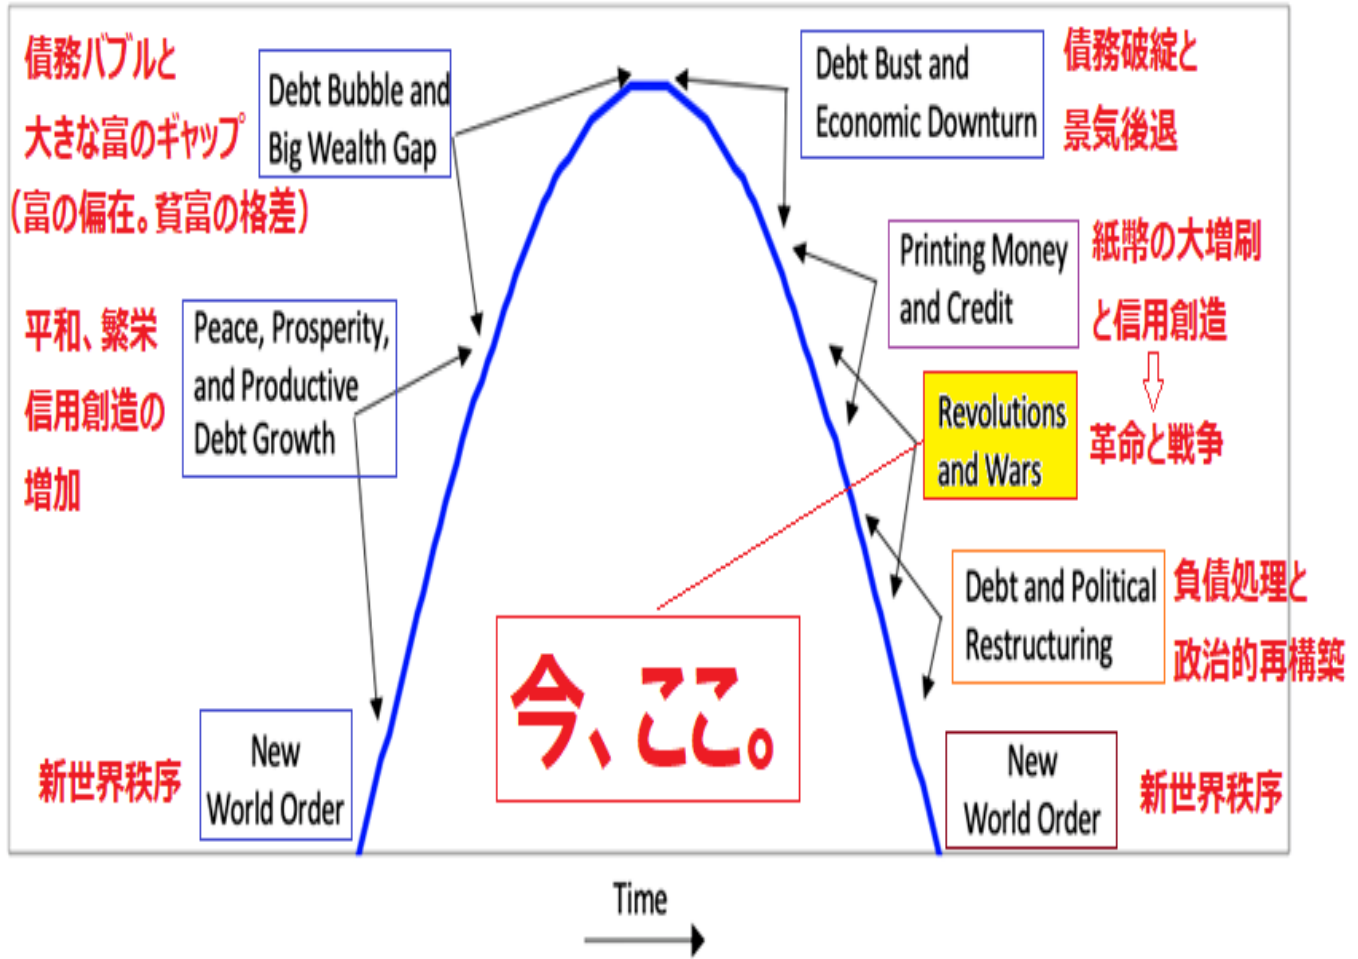 債務バブルと
大きな富のギャップ
(富の偏在。貧富の格差)
Debt Bubble and
Big Wealth Gap
平和、繁栄
信用創造の
増加
Peace, Prosperity,
and Productive
Debt Growth
新世界秩序
New
World Order
Debt Bust and
Economic Downturn
債務破綻と
景気後退
Printing Money
and Credit
紙幣の大増刷
と信用創造
Revolutions
and Wars
革命と戦争
今、ここ。
Debt and Political
Restructuring
負債処理と
政治的再構築
New
World Order
新世界秩序
Time